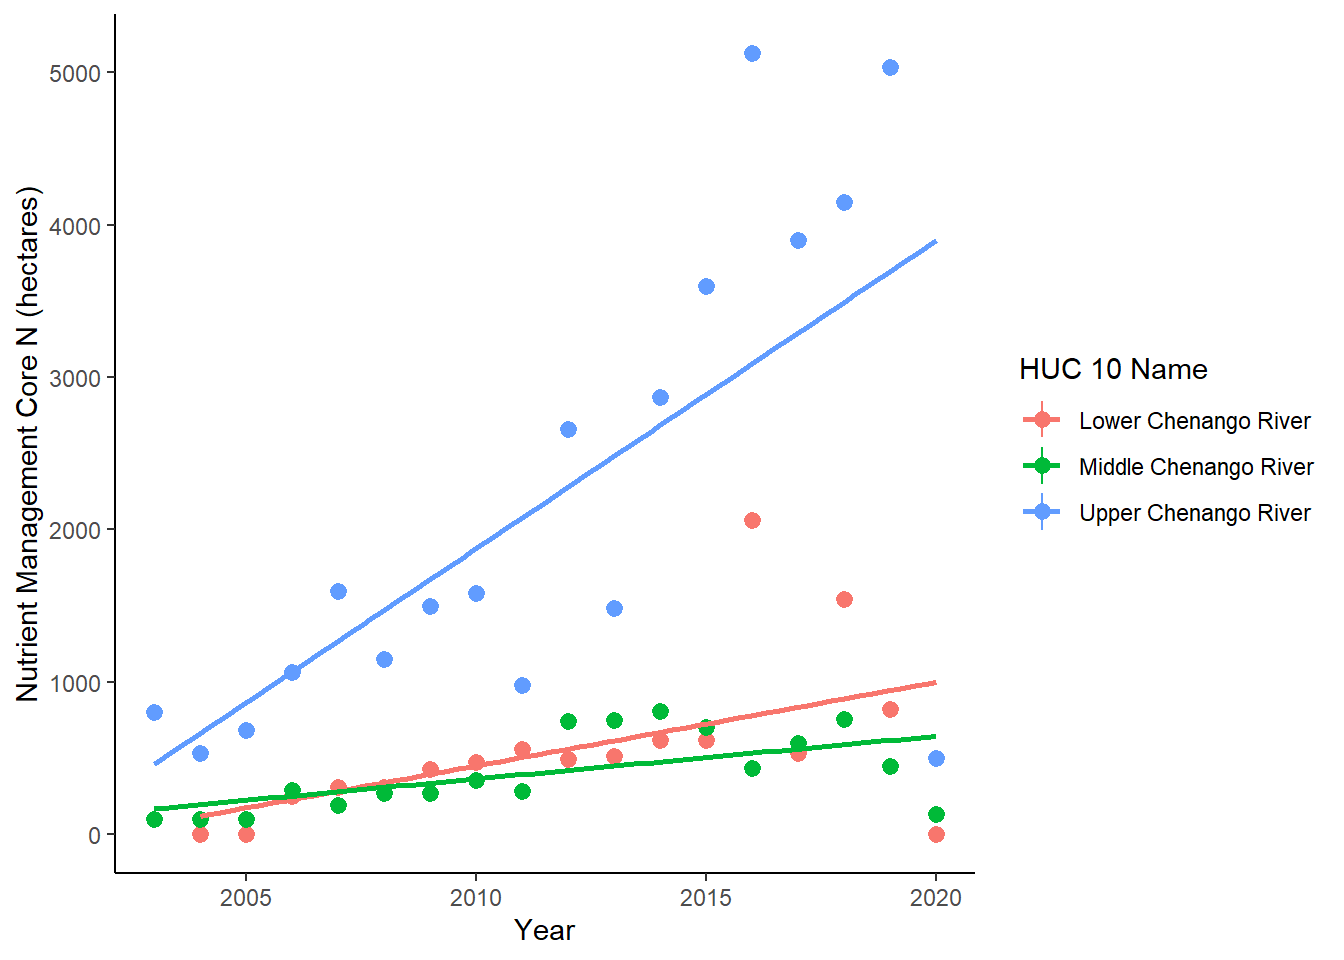 5000
4000
3000
2000
1000
0
Nutrient Management Core N (hectares)
2005
2010
2015
2020
Year
HUC 10 Name
Lower Chenango River
Middle Chenango River
Upper Chenango River